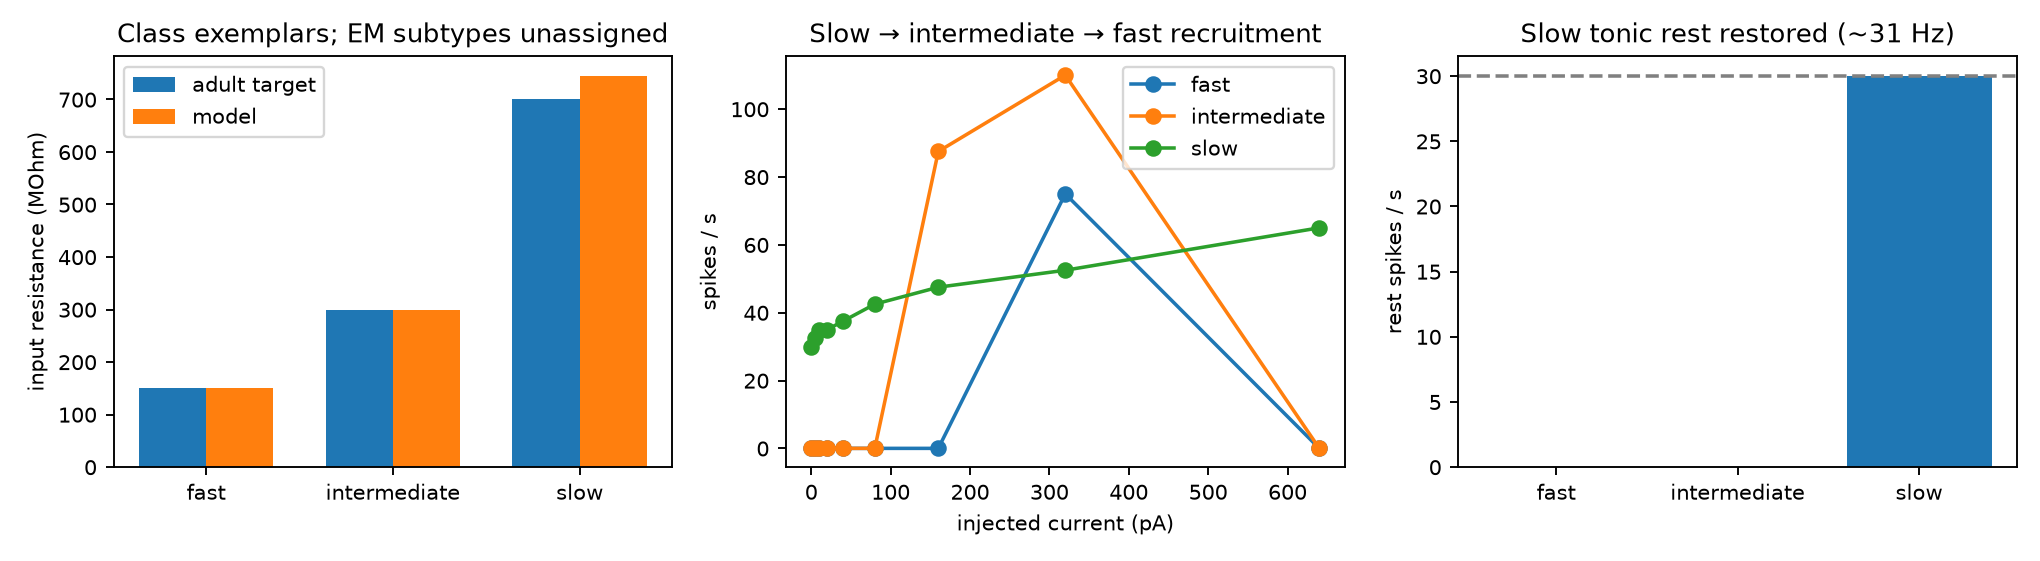 Class exemplars; EM subtypes unassigned
adult target
model
input resistance (MOhm)
700
600
500
400
300
200
100
0
fast
intermediate
slow
Slow → intermediate → fast recruitment
fast
intermediate
slow
spikes / s
100
80
60
40
20
0
0
100
200
300
400
500
600
injected current (pA)
Slow tonic rest restored (~31 Hz)
rest spikes / s
30
25
20
15
10
5
0
fast
intermediate
slow